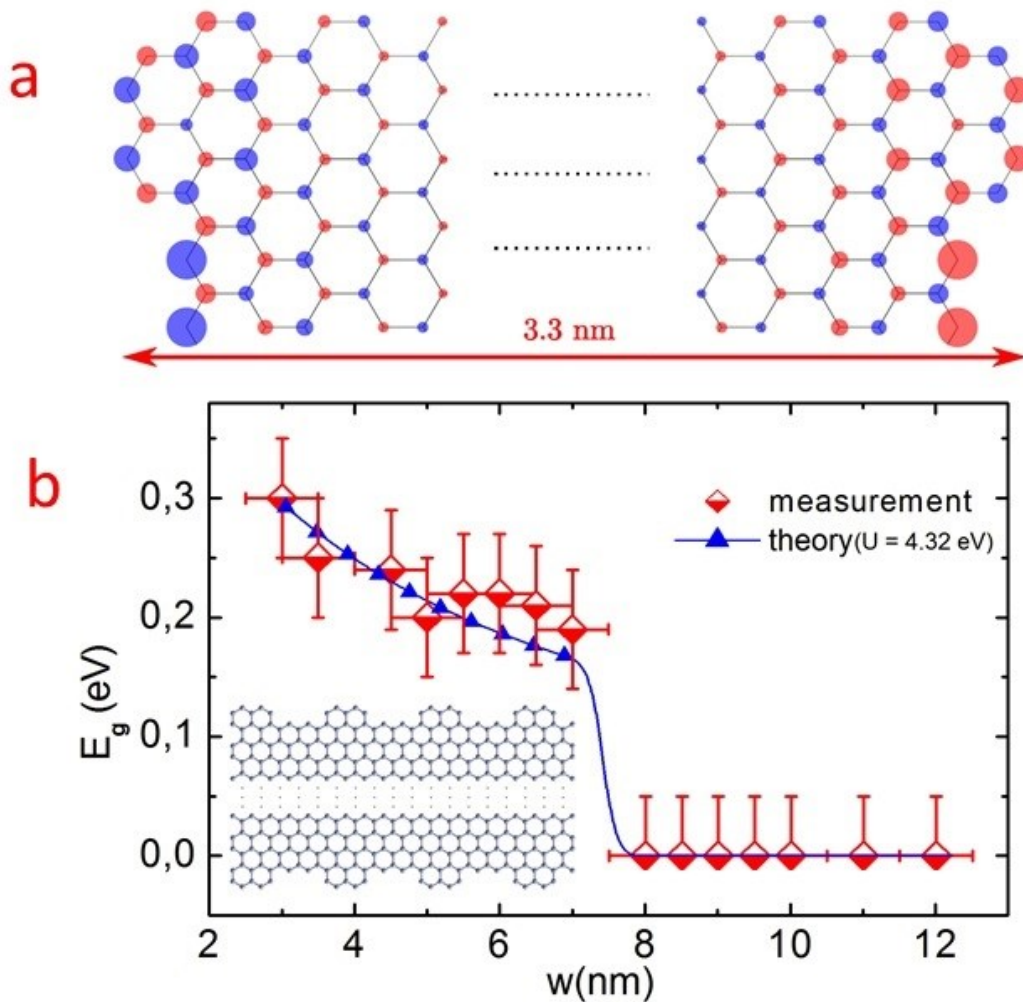 a
3.3 nm
b
E_g (eV)
0,3
0,2
0,1
0,0
measurement
theory(U = 4.32 eV)
2 4 6 8 10 12
w(nm)